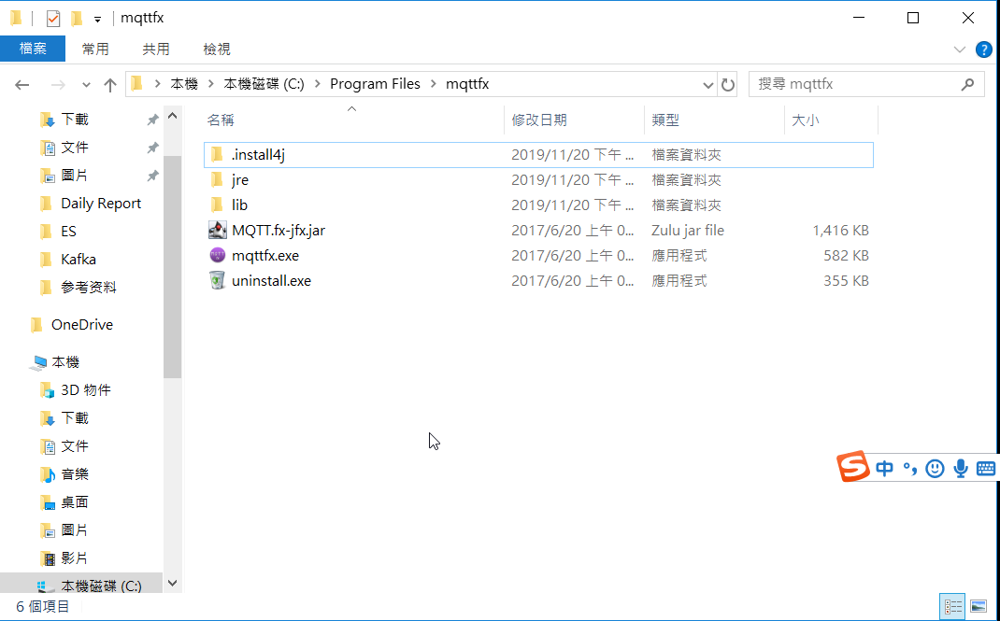 mqttfx
檔案 常用 共用 檢視
本機 本機磁碟 (C:) Program Files mqttfx 搜尋 mqttfx
下載
文件
圖片
Daily Report
ES
Kafka
参考资料
OneDrive
本機
3D 物件
下載
文件
音樂
桌面
圖片
影片
本機磁碟 (C:)
名稱 修改日期 類型 大小
.install4j 2019/11/20 下午 ... 檔案資料夾
jre 2019/11/20 下午 ... 檔案資料夾
lib 2019/11/20 下午 ... 檔案資料夾
MQTT.fx-jfx.jar 2017/6/20 上午 0... Zulu jar file 1,416 KB
mqttfx.exe 2017/6/20 上午 0... 應用程式 582 KB
uninstall.exe 2017/6/20 上午 0... 應用程式 355 KB
中
6 個項目